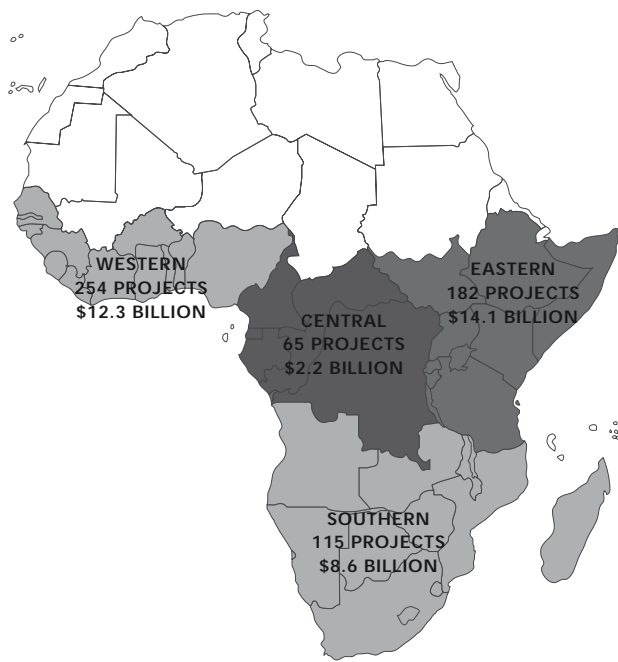 WESTERN
254 PROJECTS
$12.3 BILLION
EASTERN
182 PROJECTS
$14.1 BILLION
CENTRAL
65 PROJECTS
$2.2 BILLION
SOUTHERN
115 PROJECTS
$8.6 BILLION